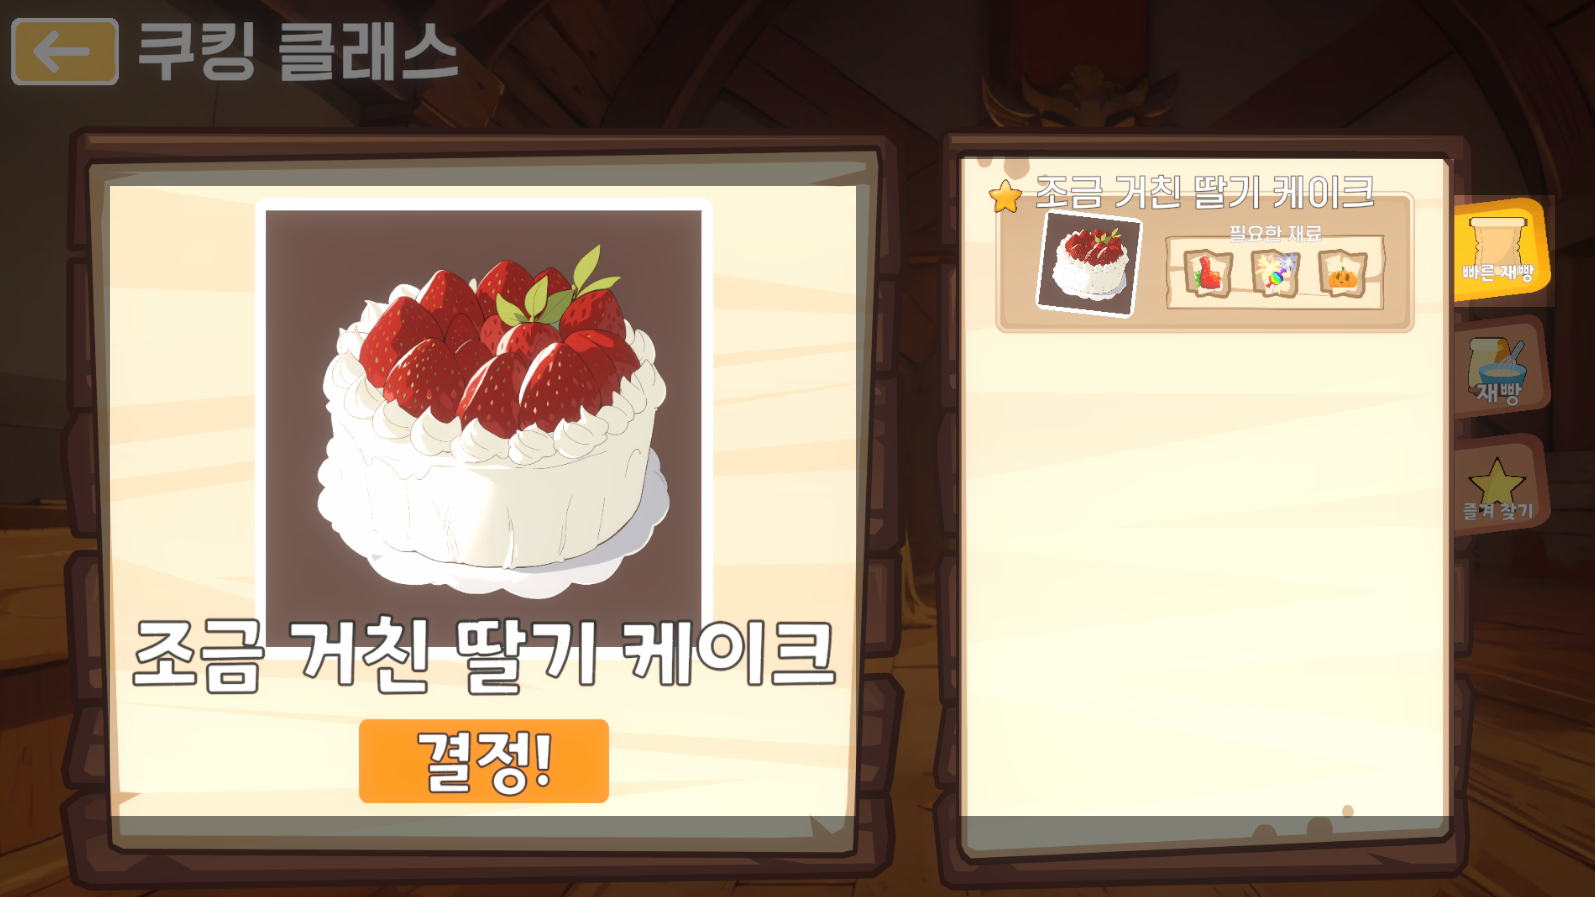 쿠킹 클래스
조금 거친 딸기 케이크
결정!
조금 거친 딸기 케이크
필요한 재료
빠른 재빵
재빵
즐겨 찾기